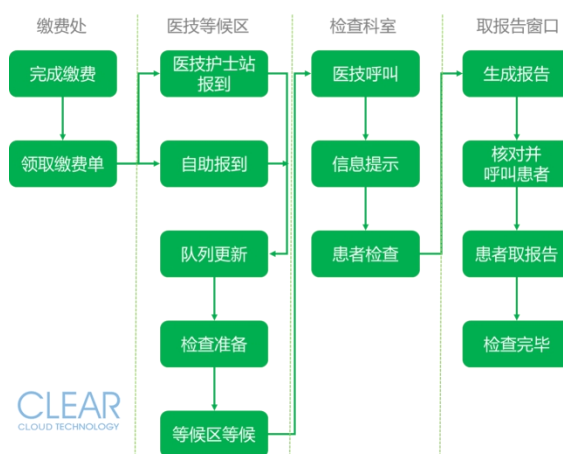 缴费处
医技等候区
检查科室
取报告窗口
完成缴费
领取缴费单
医技护士站
报到
自助报到
队列更新
检查准备
等候区等候
医技呼叫
信息提示
患者检查
生成报告
核对并
呼叫患者
患者取报告
检查完毕
CLEAR
CLOUD TECHNOLOGY